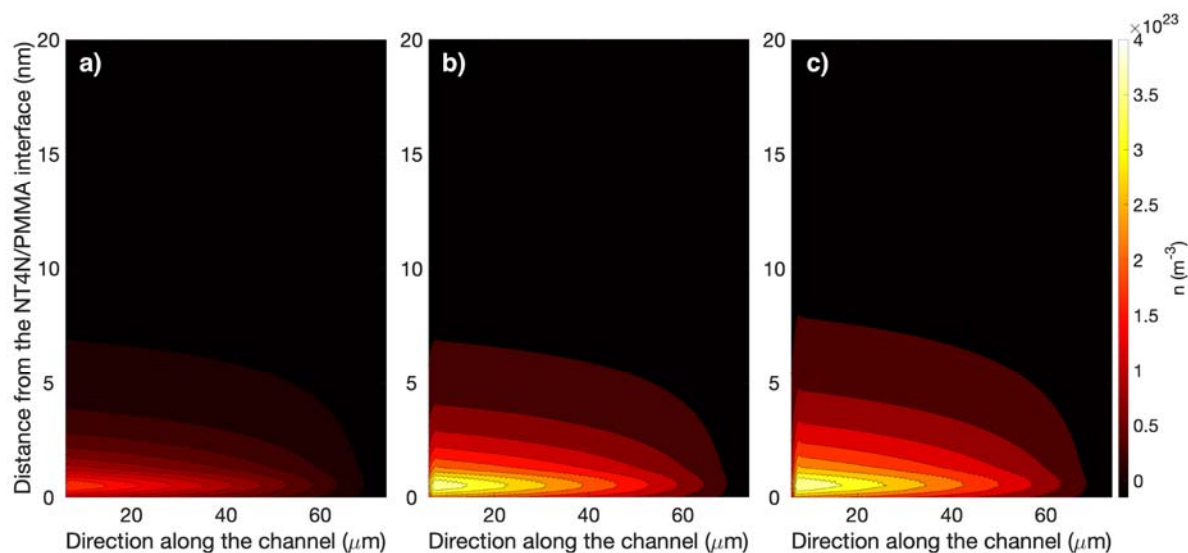 ×10²³
20 20 20 4
a) b) c)
3.5
15 15 15 3
2.5
10 10 10 2
1.5
5 5 5 1
0.5
0 0 0 0
20 40 60 20 40 60 20 40 60
Distance from the NT4N/PMMA interface (nm)
Direction along the channel (μm) Direction along the channel (μm) Direction along the channel (μm)
n (m⁻³)